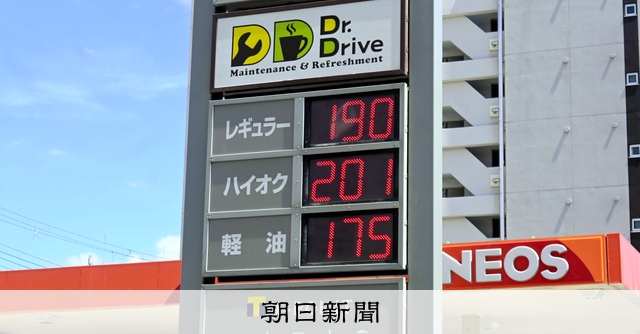 Dr.
Drive
Maintenance & Refreshment
レギュラー 190
ハイオク 201
軽油 175
NEOS
朝日新聞